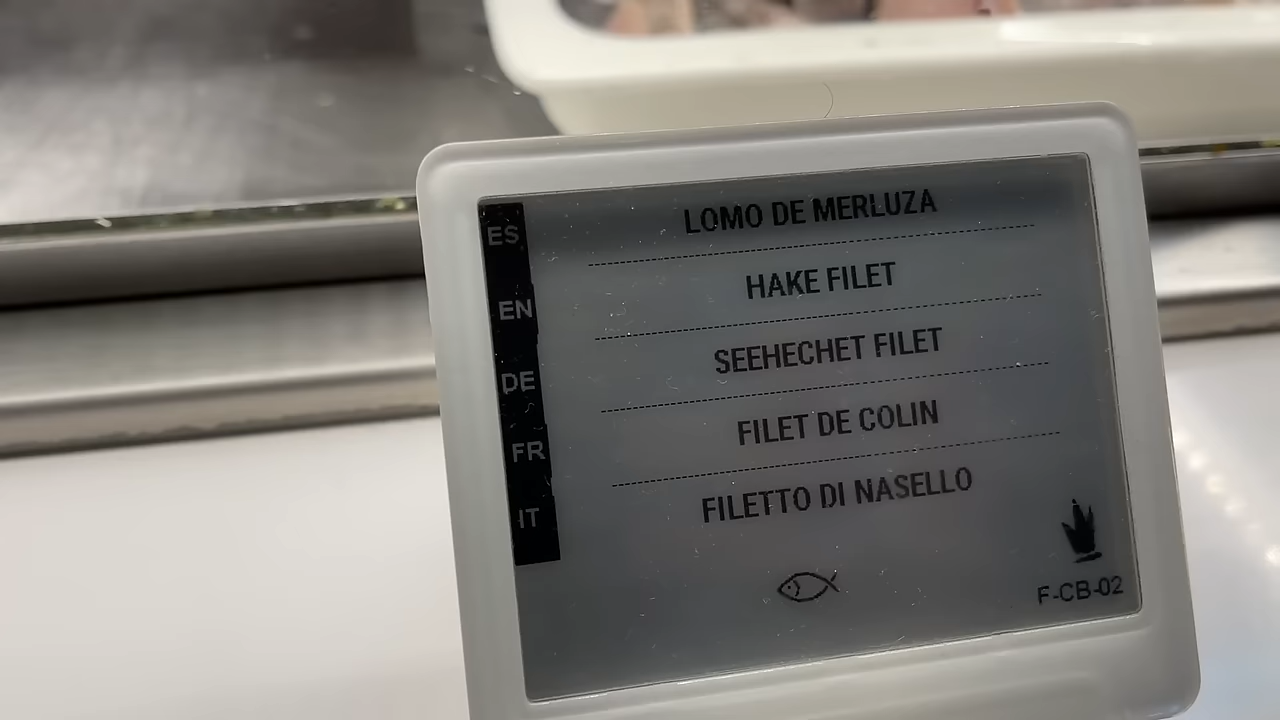 ES LOMO DE MERLUZA
EN HAKE FILET
DE SEEHECHET FILET
FR FILET DE COLIN
IT FILETTO DI NASELLO
F-CB-02